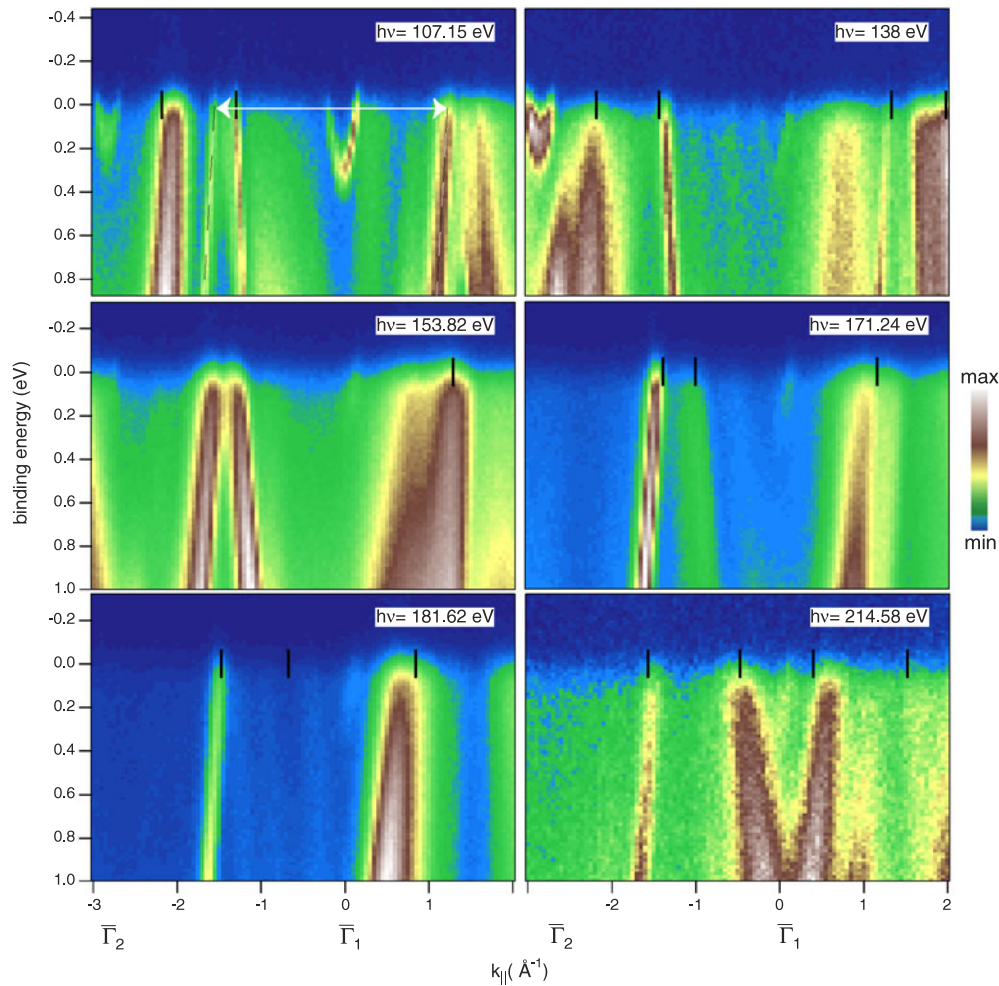 hν= 107.15 eV
hν= 138 eV
-0.4
-0.2
0.0
0.2
0.4
0.6
0.8
hν= 153.82 eV
hν= 171.24 eV
-0.2
0.0
0.2
0.4
0.6
0.8
1.0
binding energy (eV)
max
min
hν= 181.62 eV
hν= 214.58 eV
-0.2
0.0
0.2
0.4
0.6
0.8
1.0
-3 -2 -1 0 1 -2 -1 0 1 2
Γ̅₂ Γ̅₁ Γ̅₂ Γ̅₁
k||( Å⁻¹)